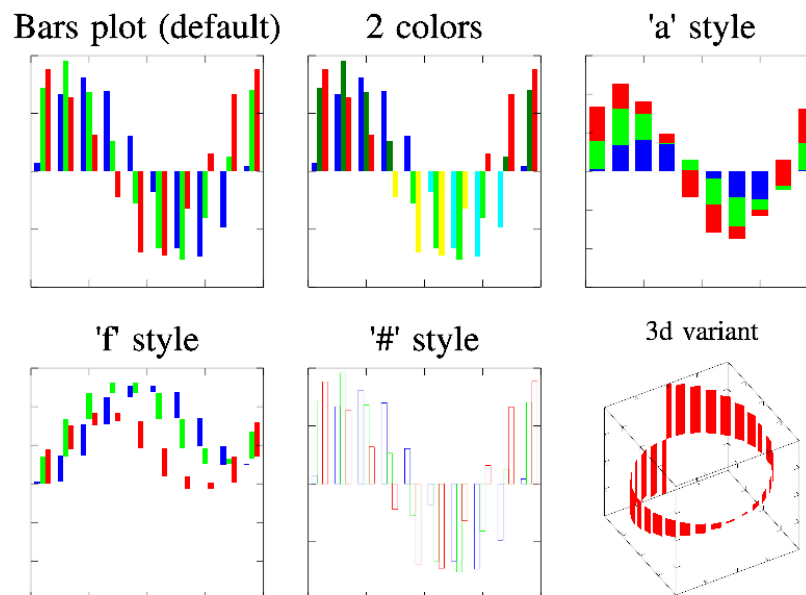 Bars plot (default)
2 colors
'a' style
'f' style
'#' style
3d variant